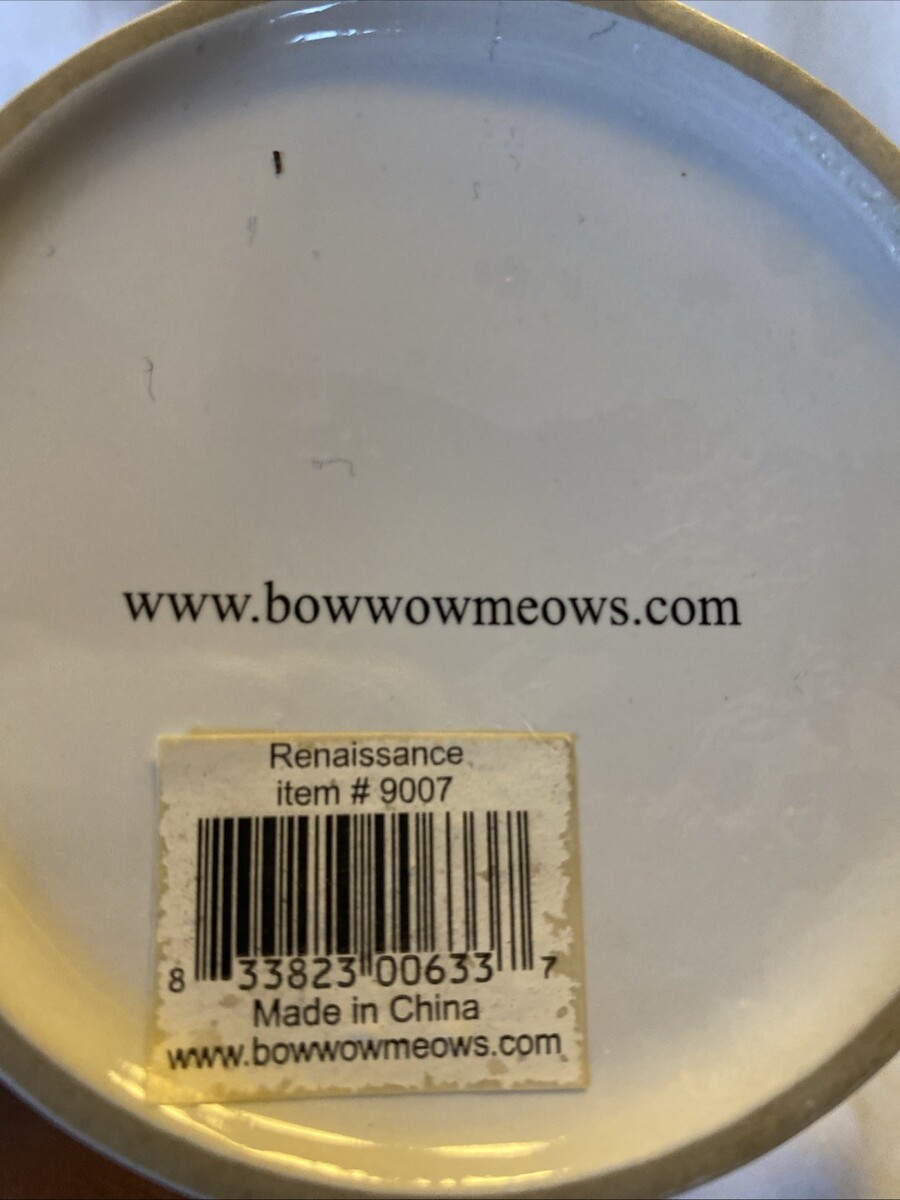 www.bowwowmeows.com
Renaissance
item # 9007
8 33823 00633 7
Made in China
www.bowwowmeows.com